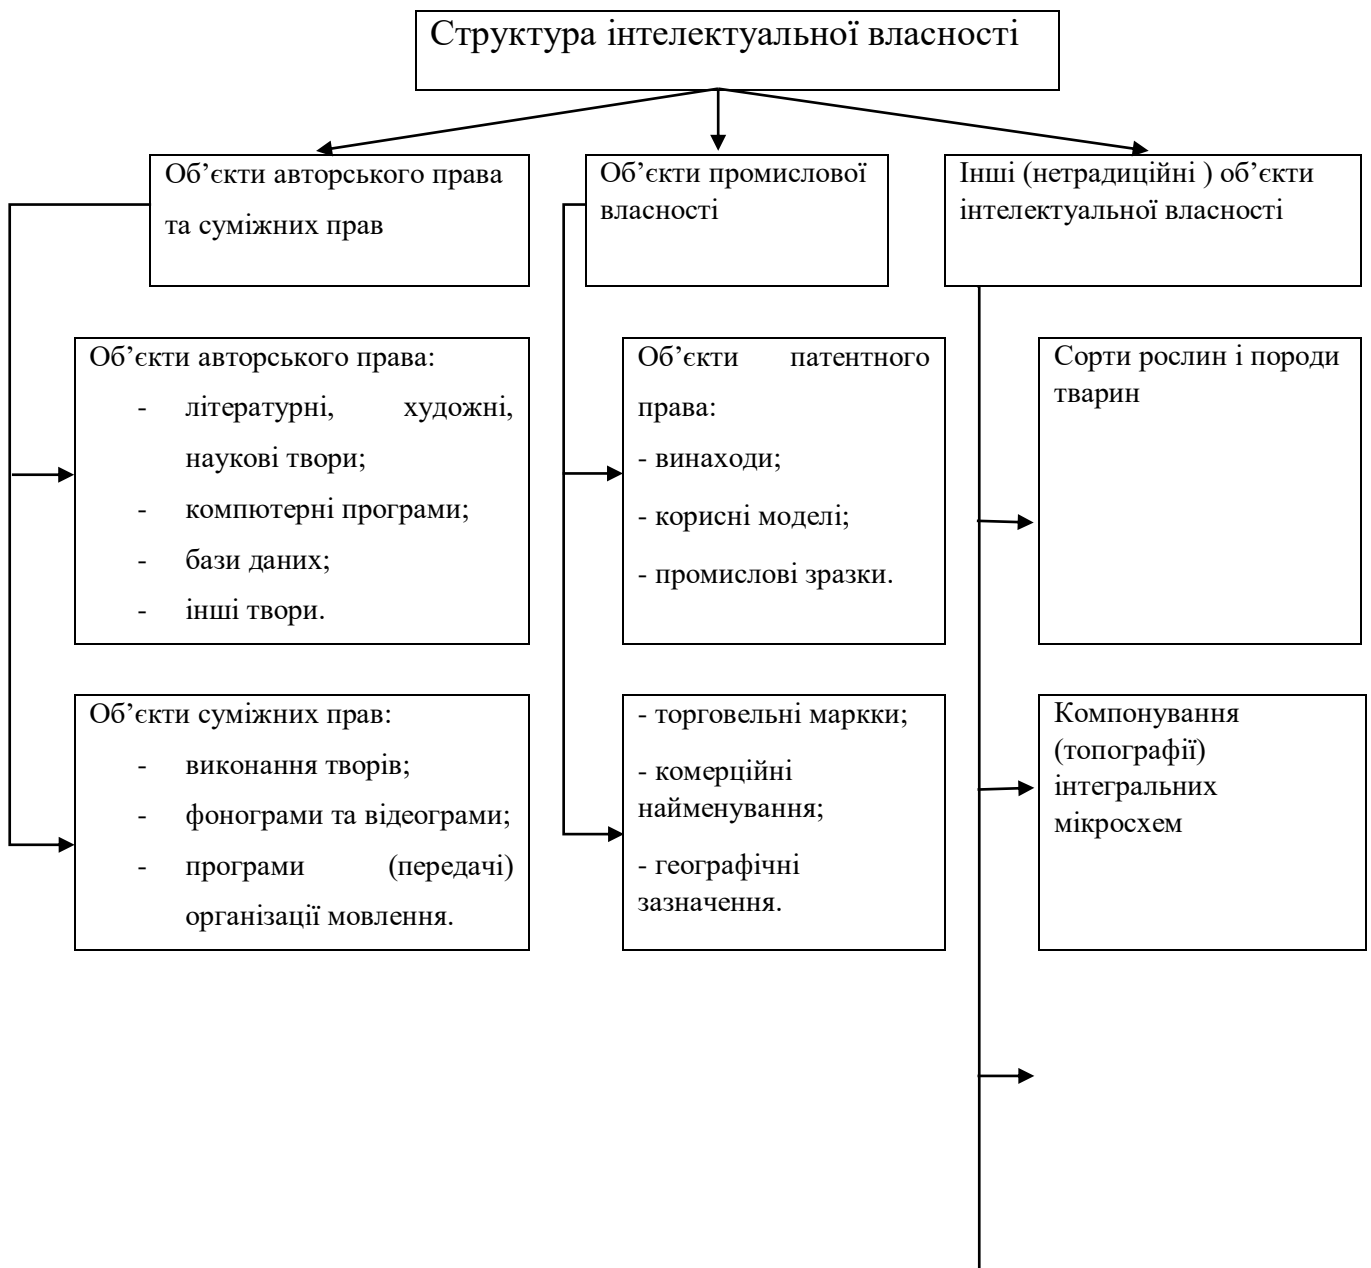 Структура інтелектуальної власності
Об’єкти авторського права
та суміжних прав
Об’єкти промислової
власності
Інші (нетрадиційні ) об’єкти
інтелектуальної власності
Об’єкти авторського права:
- літературні, художні,
наукові твори;
- компютерні програми;
- бази даних;
- інші твори.
Об’єкти патентного
права:
- винаходи;
- корисні моделі;
- промислові зразки.
Сорти рослин і породи
тварин
Об’єкти суміжних прав:
- виконання творів;
- фонограми та відеограми;
- програми (передачі)
організації мовлення.
- торговельні маркки;
- комерційні
найменування;
- географічні
зазначення.
Компонування
(топографії)
інтегральних
мікросхем